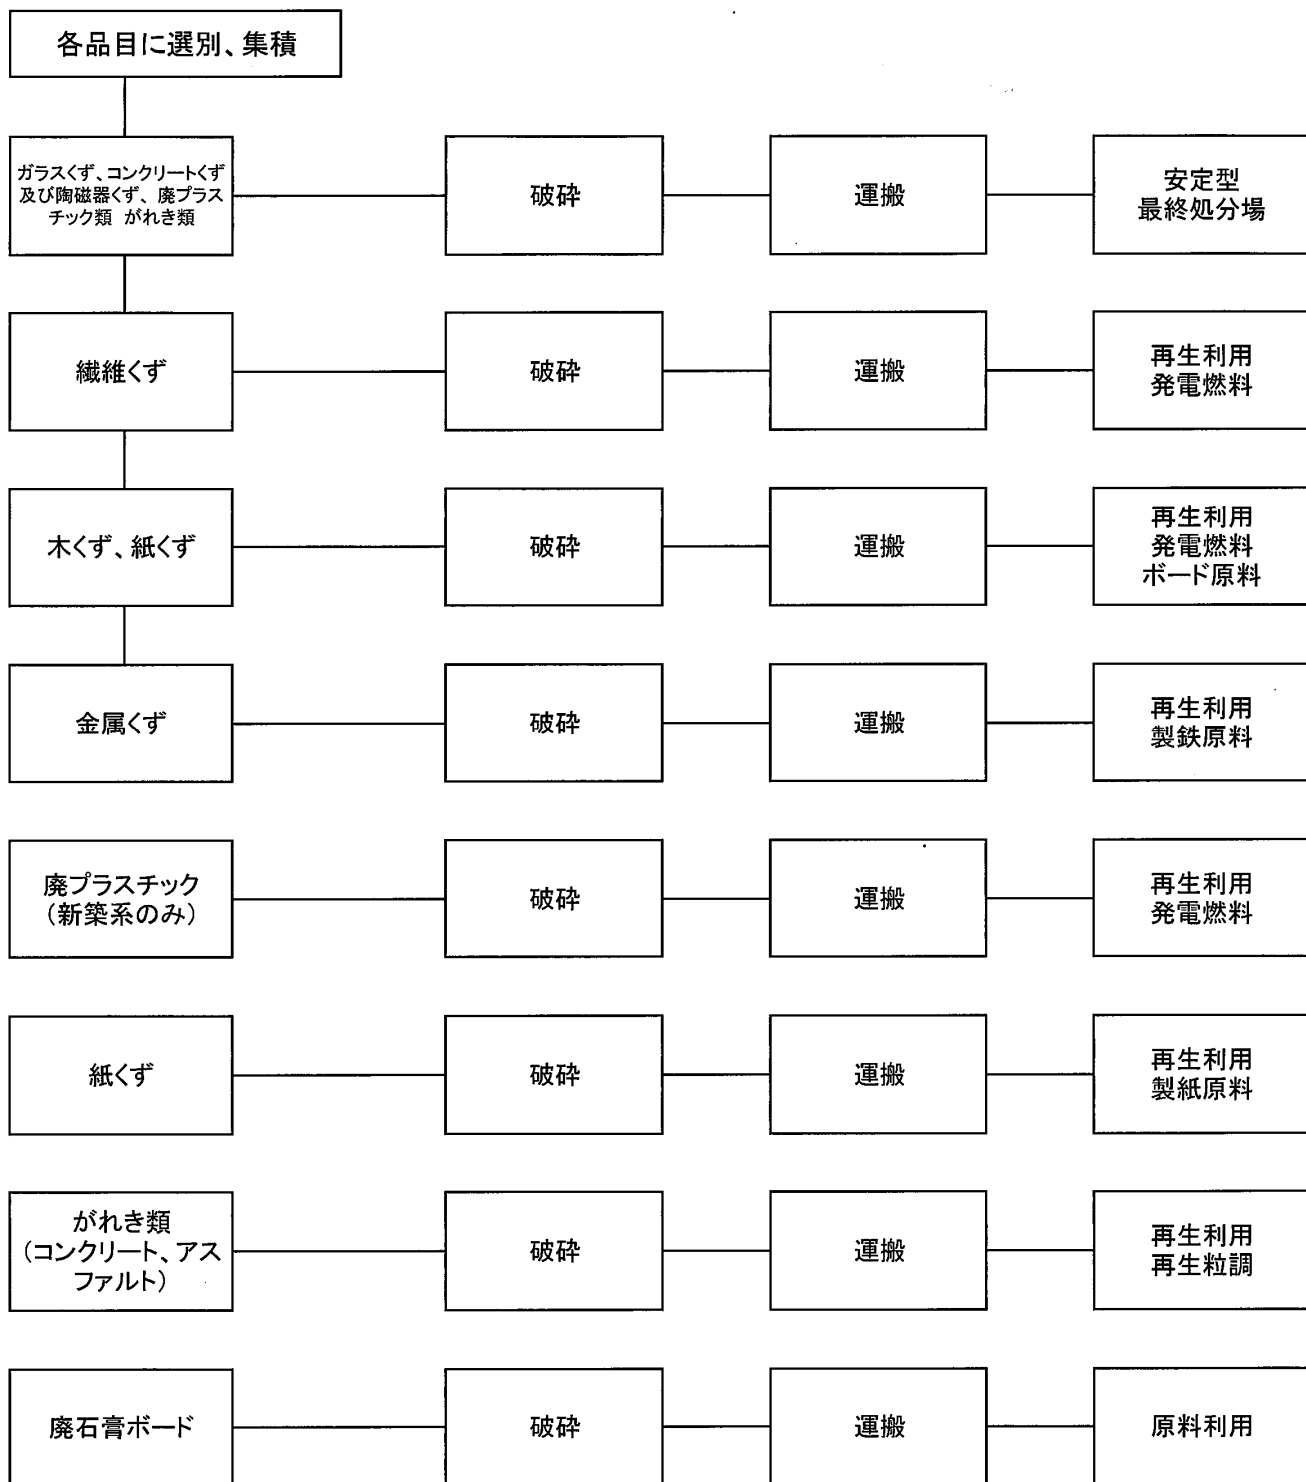 各品目に選別、集積
ガラスくず、コンクリートくず
及び陶磁器くず、廃プラス
チック類 がれき類
破砕
運搬
安定型
最終処分場
繊維くず
破砕
運搬
再生利用
発電燃料
木くず、紙くず
破砕
運搬
再生利用
発電燃料
ボード原料
金属くず
破砕
運搬
再生利用
製鉄原料
廃プラスチック
(新築系のみ)
破砕
運搬
再生利用
発電燃料
紙くず
破砕
運搬
再生利用
製紙原料
がれき類
(コンクリート、アス
ファルト)
破砕
運搬
再生利用
再生粒調
廃石膏ボード
破砕
運搬
原料利用